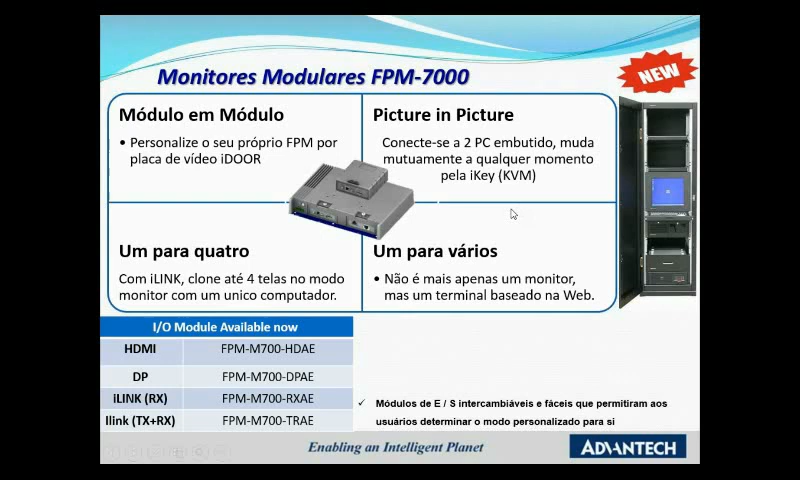 Monitores Modulares FPM-7000
NEW
Módulo em Módulo
• Personalize o seu próprio FPM por
placa de vídeo iDOOR
Picture in Picture
Conecte-se a 2 PC embutido, muda
mutuamente a qualquer momento
pela iKey (KVM)
Um para quatro
Com iLINK, clone até 4 telas no modo
monitor com um unico computador.
Um para vários
• Não é mais apenas um monitor,
mas um terminal baseado na Web.
I/O Module Available now
HDMI FPM-M700-HDAE
DP FPM-M700-DPAE
iLINK (RX) FPM-M700-RXAE
Ilink (TX+RX) FPM-M700-TRAE
✓ Módulos de E / S intercambiáveis e fáceis que permitiram aos
usuários determinar o modo personalizado para si
Enabling an Intelligent Planet
ADVANTECH